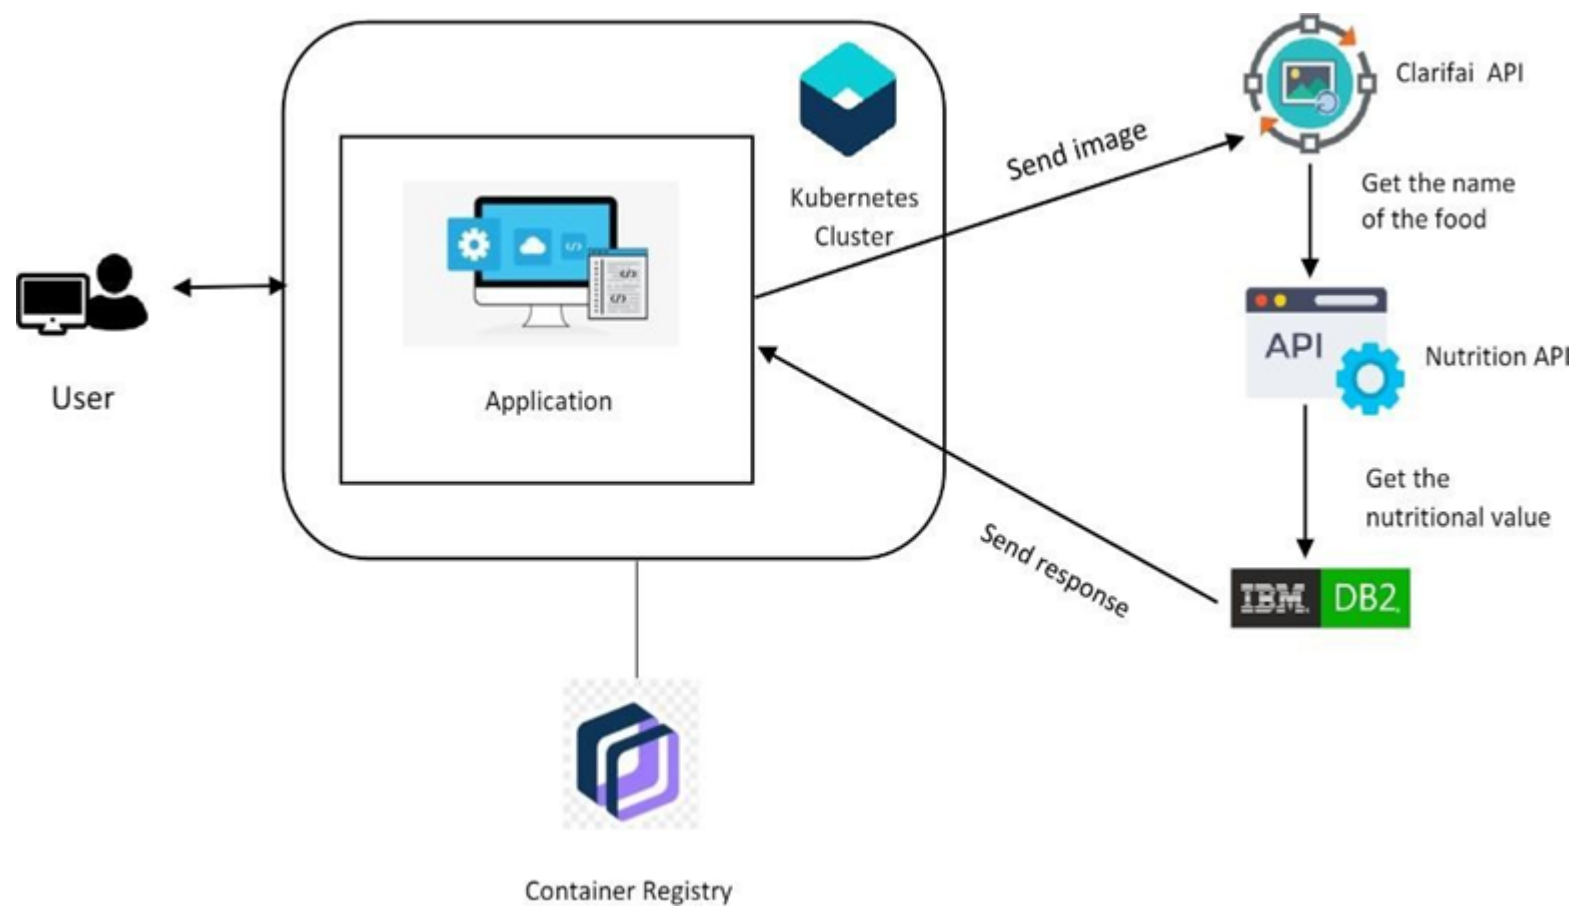 Clarifai API
Kubernetes
Cluster
Send image
Get the name
of the food
</>
</>
</>
API
Nutrition API
User
Application
Get the
nutritional value
Send response
IBM DB2
Container Registry